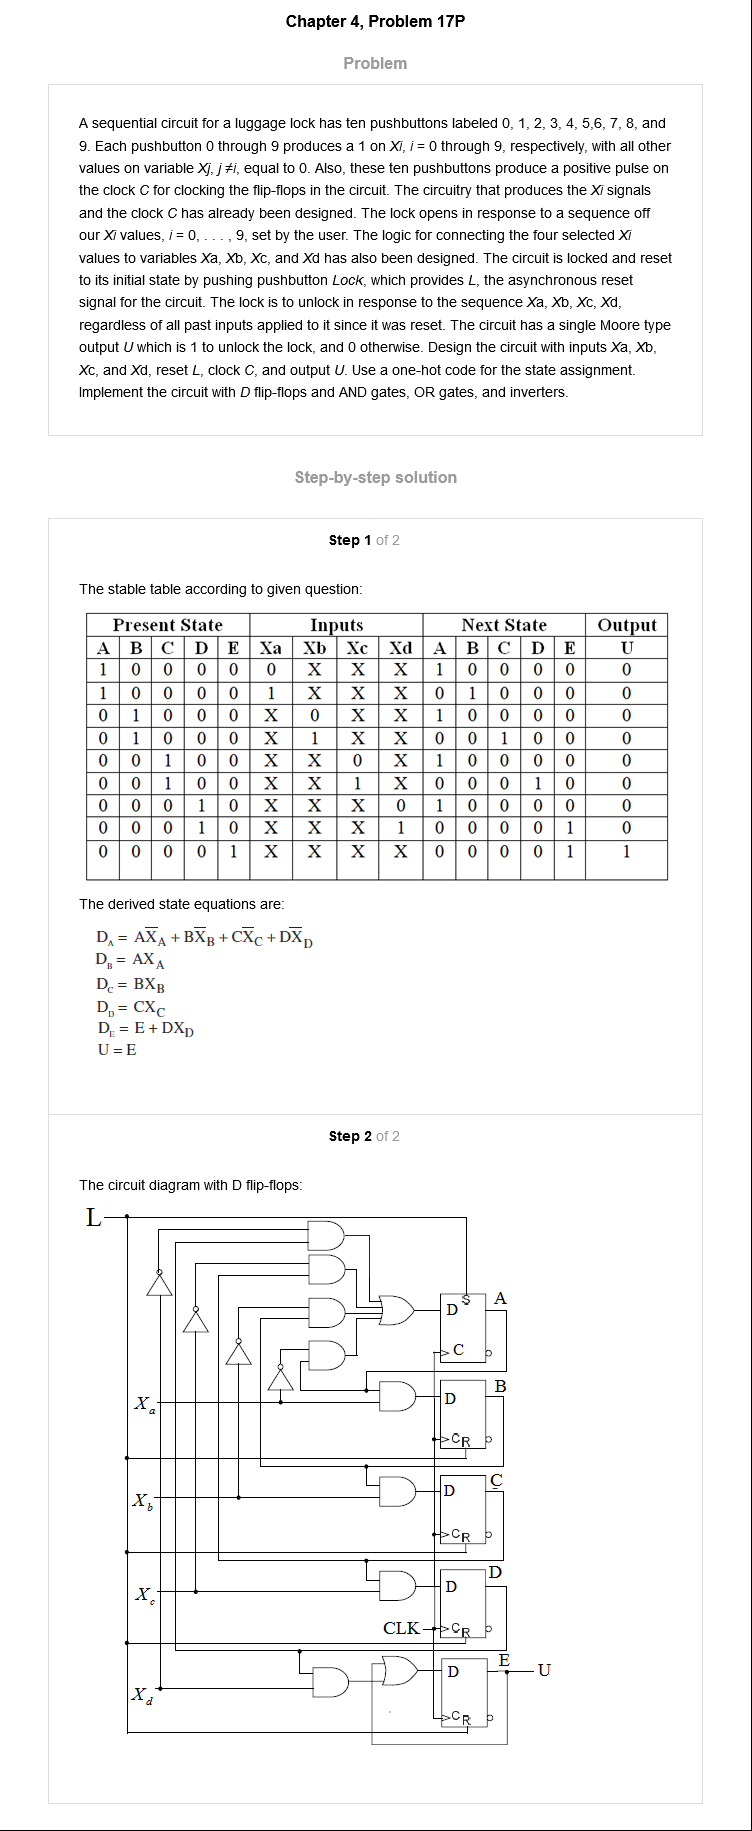 Chapter 4, Problem 17P
Problem
A sequential circuit for a luggage lock has ten pushbuttons labeled 0, 1, 2, 3, 4, 5,6, 7, 8, and
9. Each pushbutton 0 through 9 produces a 1 on Xi, i = 0 through 9, respectively, with all other
values on variable Xj, j ≠i, equal to 0. Also, these ten pushbuttons produce a positive pulse on
the clock C for clocking the flip-flops in the circuit. The circuitry that produces the Xi signals
and the clock C has already been designed. The lock opens in response to a sequence off
our Xi values, i = 0, . . . , 9, set by the user. The logic for connecting the four selected Xi
values to variables Xa, Xb, Xc, and Xd has also been designed. The circuit is locked and reset
to its initial state by pushing pushbutton Lock, which provides L, the asynchronous reset
signal for the circuit. The lock is to unlock in response to the sequence Xa, Xb, Xc, Xd,
regardless of all past inputs applied to it since it was reset. The circuit has a single Moore type
output U which is 1 to unlock the lock, and 0 otherwise. Design the circuit with inputs Xa, Xb,
Xc, and Xd, reset L, clock C, and output U. Use a one-hot code for the state assignment.
Implement the circuit with D flip-flops and AND gates, OR gates, and inverters.
Step-by-step solution
Step 1 of 2
The stable table according to given question:
Present State Inputs Next State Output
A B C D E Xa Xb Xc Xd A B C D E U
1 0 0 0 0 0 X X X 1 0 0 0 0 0
1 0 0 0 0 1 X X X 0 1 0 0 0 0
0 1 0 0 0 X 0 X X 1 0 0 0 0 0
0 1 0 0 0 X 1 X X 0 0 1 0 0 0
0 0 1 0 0 X X 0 X 1 0 0 0 0 0
0 0 1 0 0 X X 1 X 0 0 0 1 0 0
0 0 0 1 0 X X X 0 1 0 0 0 0 0
0 0 0 1 0 X X X 1 0 0 0 0 1 0
0 0 0 0 1 X X X X 0 0 0 0 1 1
The derived state equations are:
D_A = AX̅_A + BX̅_B + CX̅_C + DX̅_D
D_B = AX_A
D_C = BX_B
D_D = CX_C
D_E = E + DX_D
U = E
Step 2 of 2
The circuit diagram with D flip-flops:
L
S A
D
C
X_a
B
D
C R
X_b
C
D
C R
X_c
D
D
CLK C R
X_d
E U
D
C R